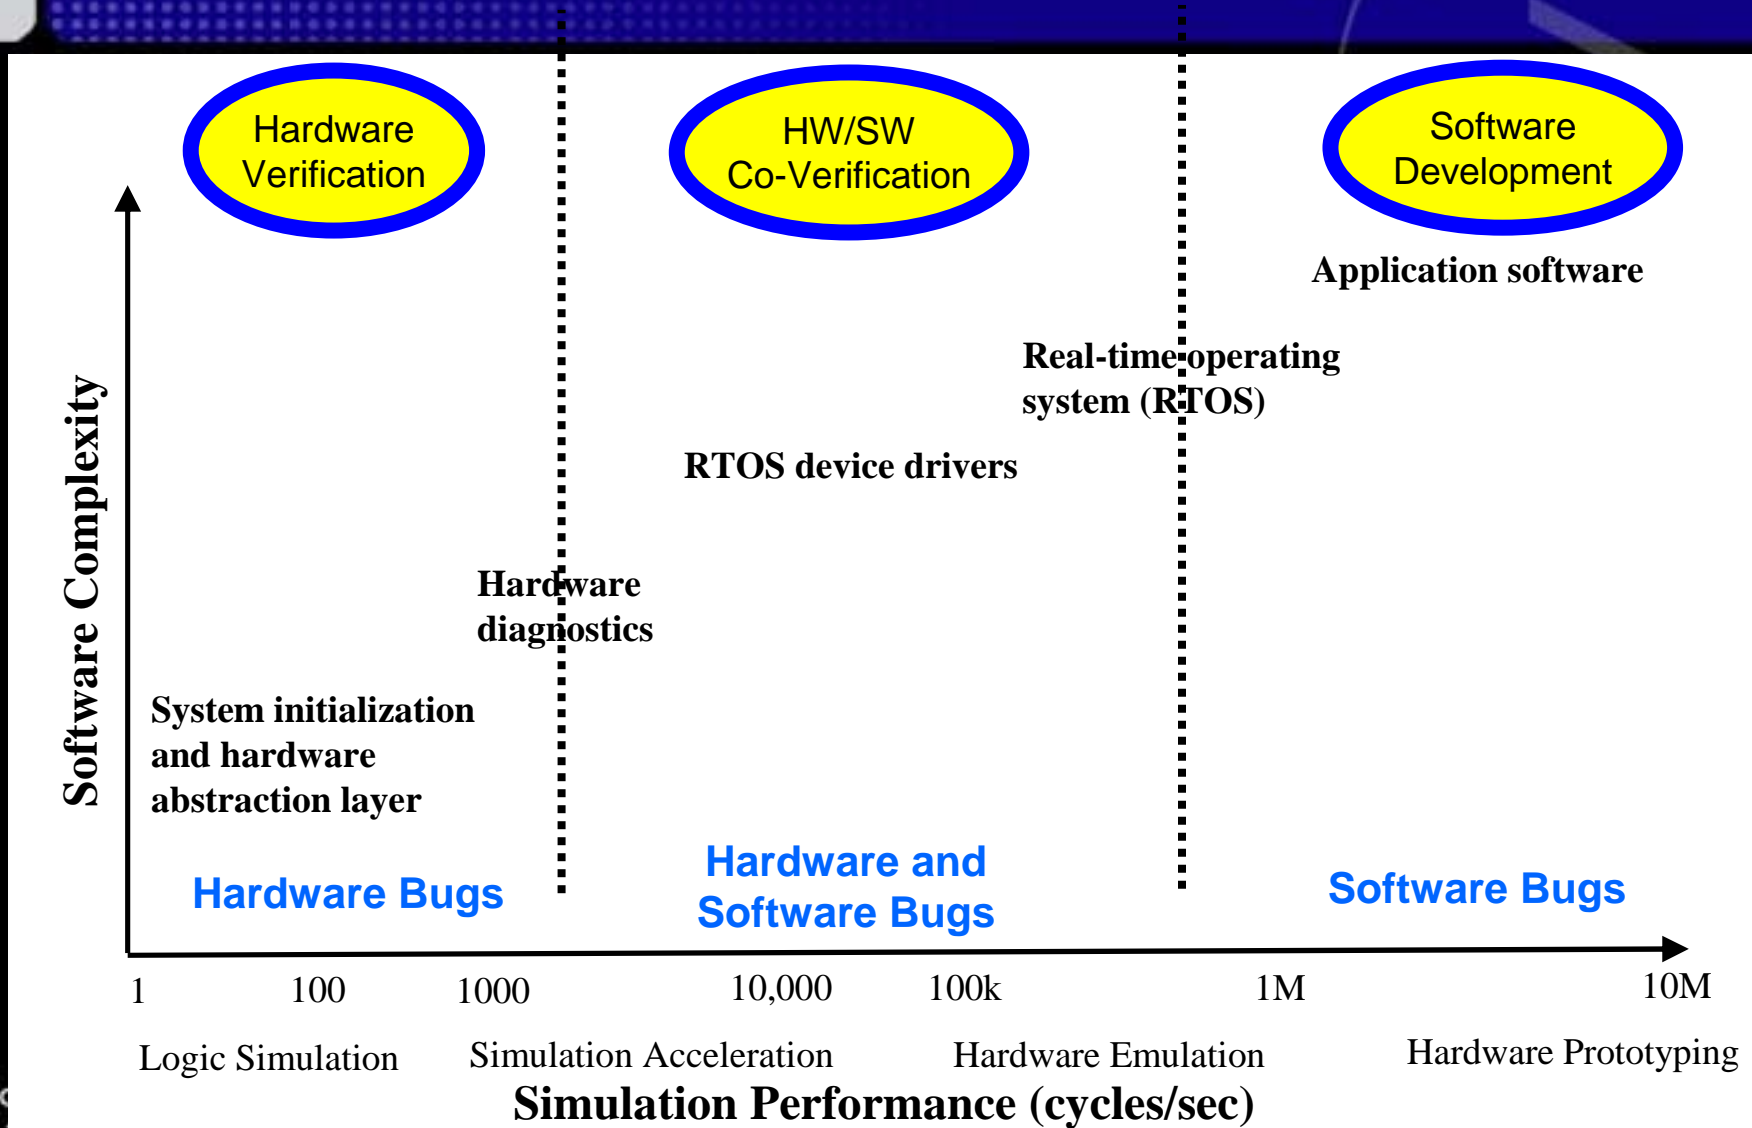 Hardware
Verification
HW/SW
Co-Verification
Software
Development
Application software
Real-time operating
system (RTOS)
RTOS device drivers
Hardware
diagnostics
System initialization
and hardware
abstraction layer
Software Complexity
Hardware Bugs
Hardware and
Software Bugs
Software Bugs
1 100 1000 10,000 100k 1M 10M
Logic Simulation Simulation Acceleration Hardware Emulation Hardware Prototyping
Simulation Performance (cycles/sec)